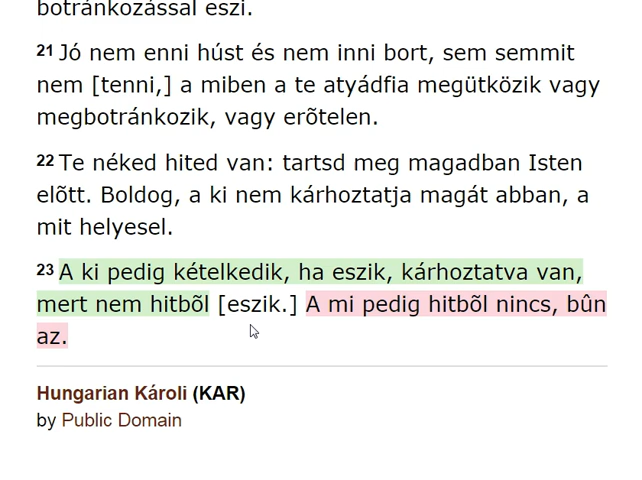 botránkozással eszi.
21 Jó nem enni húst és nem inni bort, sem semmit
nem [tenni,] a miben a te atyádfia megütközik vagy
megbotránkozik, vagy erõtelen.
22 Te néked hited van: tartsd meg magadban Isten
elõtt. Boldog, a ki nem kárhoztatja magát abban, a
mit helyesel.
23 A ki pedig kételkedik, ha eszik, kárhoztatva van,
mert nem hitbõl [eszik.] A mi pedig hitbõl nincs, bûn
az.
Hungarian Károli (KAR)
by Public Domain